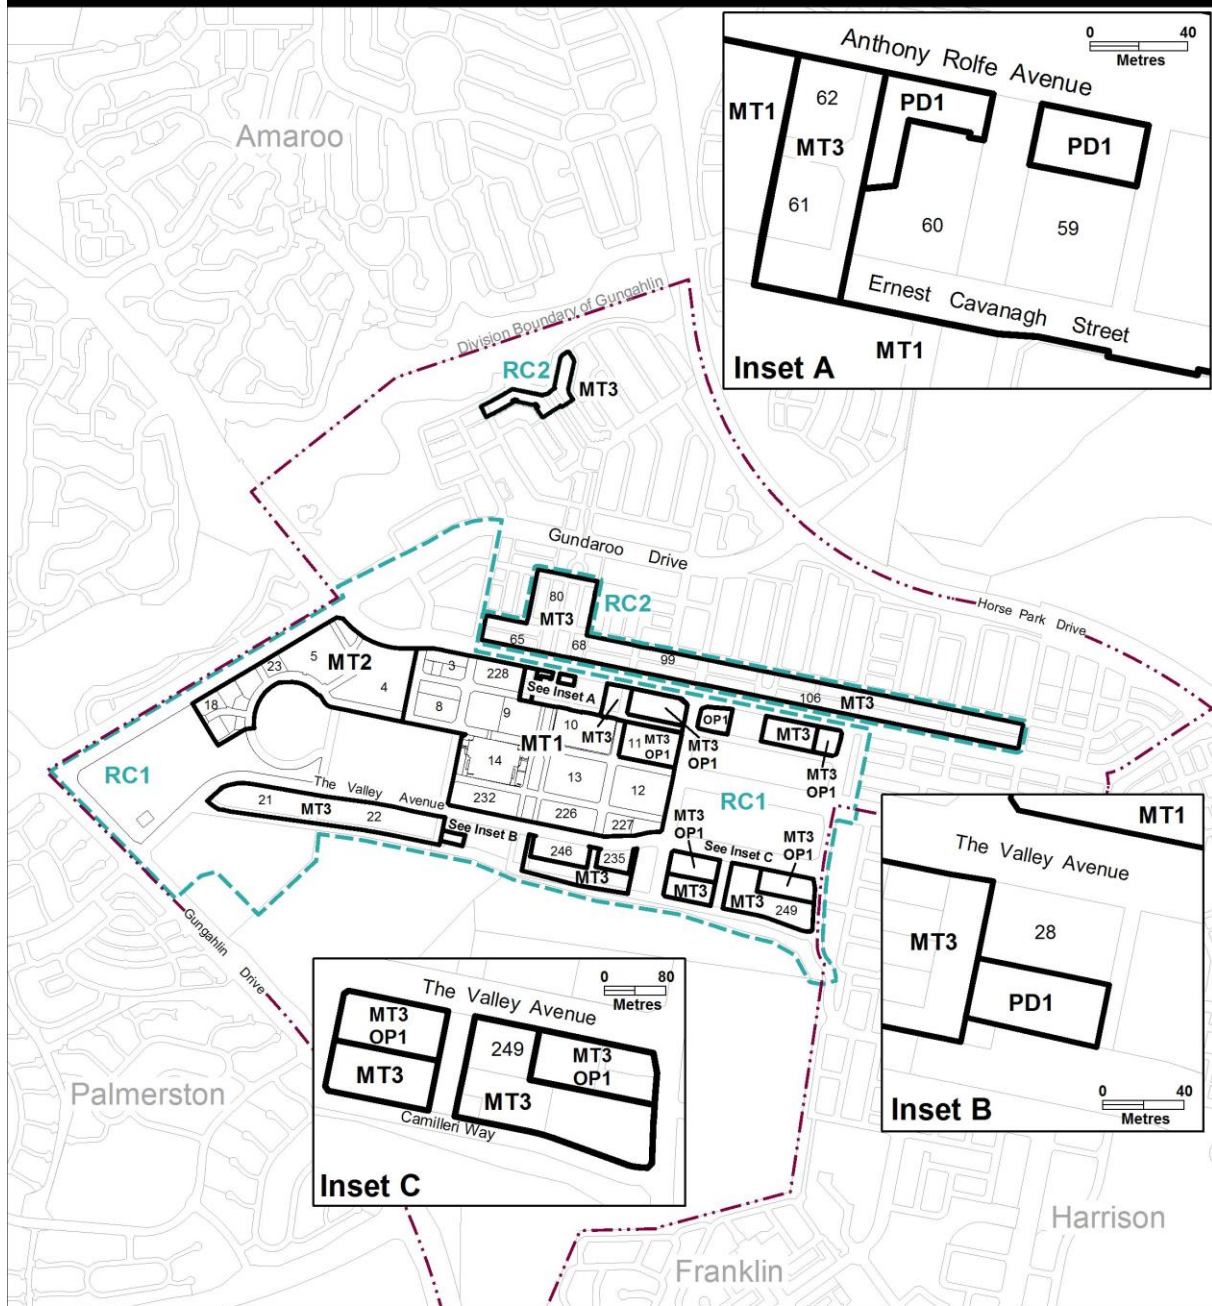 Amaroo
Division Boundary of Gungahlin
RC2
MT3
Gundaroo Drive
Horse Park Drive
80
MT3
RC2
65
68
99
106
MT3
23
5
MT2
4
18
3
228
8
9
See Inset A
10
MT1
MT3
11
MT3
OP1
MT3
OP1
OP1
MT3
MT3
OP1
14
13
12
232
226
227
RC1
RC1
The Valley Avenue
21
MT3
22
See Inset B
246
235
MT3
MT3
OP1
See Inset C
MT3
OP1
MT3
MT3
249
Gungahlin Drive
Palmerston
Franklin
Harrison
0 40
Metres
Anthony Rolfe Avenue
62
PD1
MT1
MT3
PD1
61
60
59
Ernest Cavanagh Street
MT1
Inset A
MT1
The Valley Avenue
28
MT3
PD1
0 40
Metres
Inset B
0 80
Metres
The Valley Avenue
MT3
OP1
249
MT3
OP1
MT3
MT3
Camilleri Way
Inset C